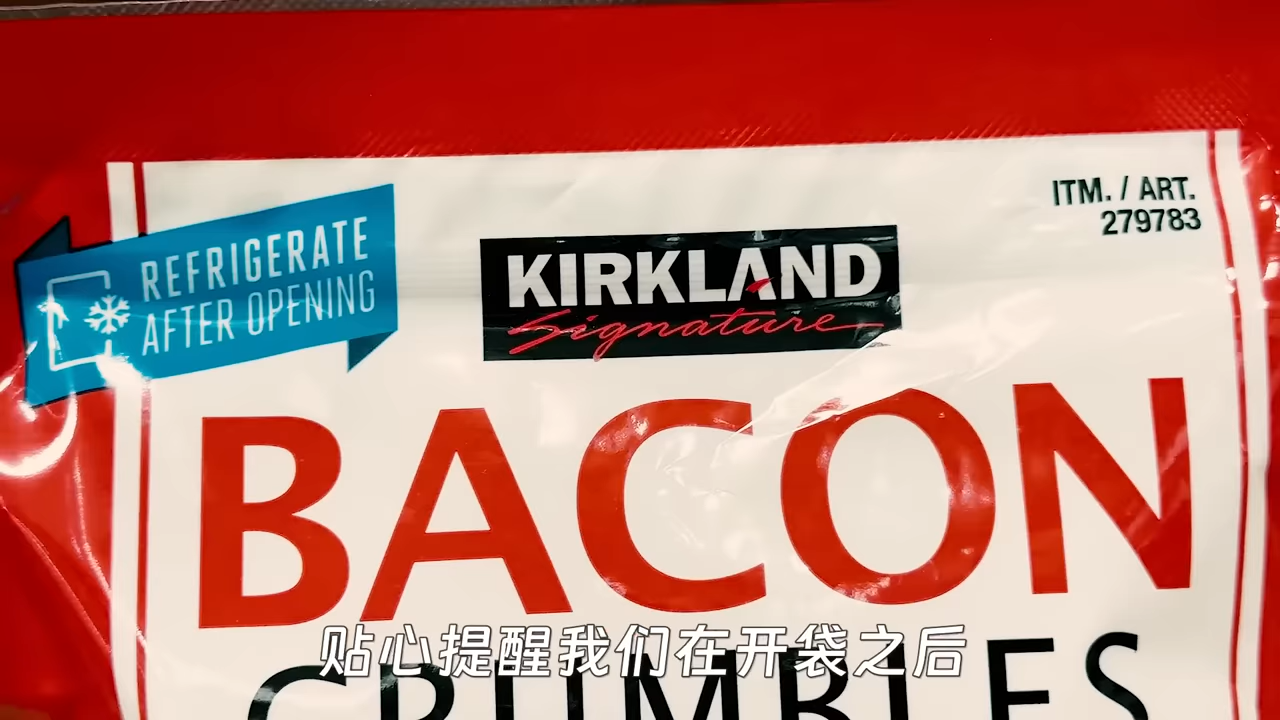 ITM. / ART.
279783
REFRIGERATE
AFTER OPENING
KIRKLAND
Signature
BACON
CRUMBLES
贴心提醒我们在开袋之后